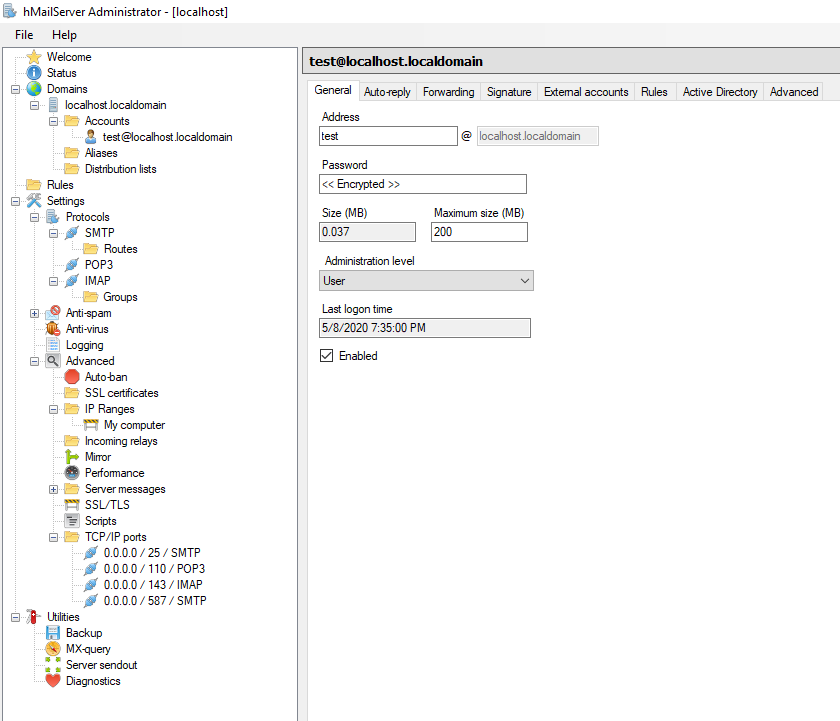 hMailServer Administrator - [localhost]
File Help
Welcome
Status
Domains
localhost.localdomain
Accounts
test@localhost.localdomain
Aliases
Distribution lists
Rules
Settings
Protocols
SMTP
Routes
POP3
IMAP
Groups
Anti-spam
Anti-virus
Logging
Advanced
Auto-ban
SSL certificates
IP Ranges
My computer
Incoming relays
Mirror
Performance
Server messages
SSL/TLS
Scripts
TCP/IP ports
0.0.0.0 / 25 / SMTP
0.0.0.0 / 110 / POP3
0.0.0.0 / 143 / IMAP
0.0.0.0 / 587 / SMTP
Utilities
Backup
MX-query
Server sendout
Diagnostics
test@localhost.localdomain
General Auto-reply Forwarding Signature External accounts Rules Active Directory Advanced
Address
test @ localhost.localdomain
Password
<< Encrypted >>
Size (MB) Maximum size (MB)
0.037 200
Administration level
User
Last logon time
5/8/2020 7:35:00 PM
Enabled